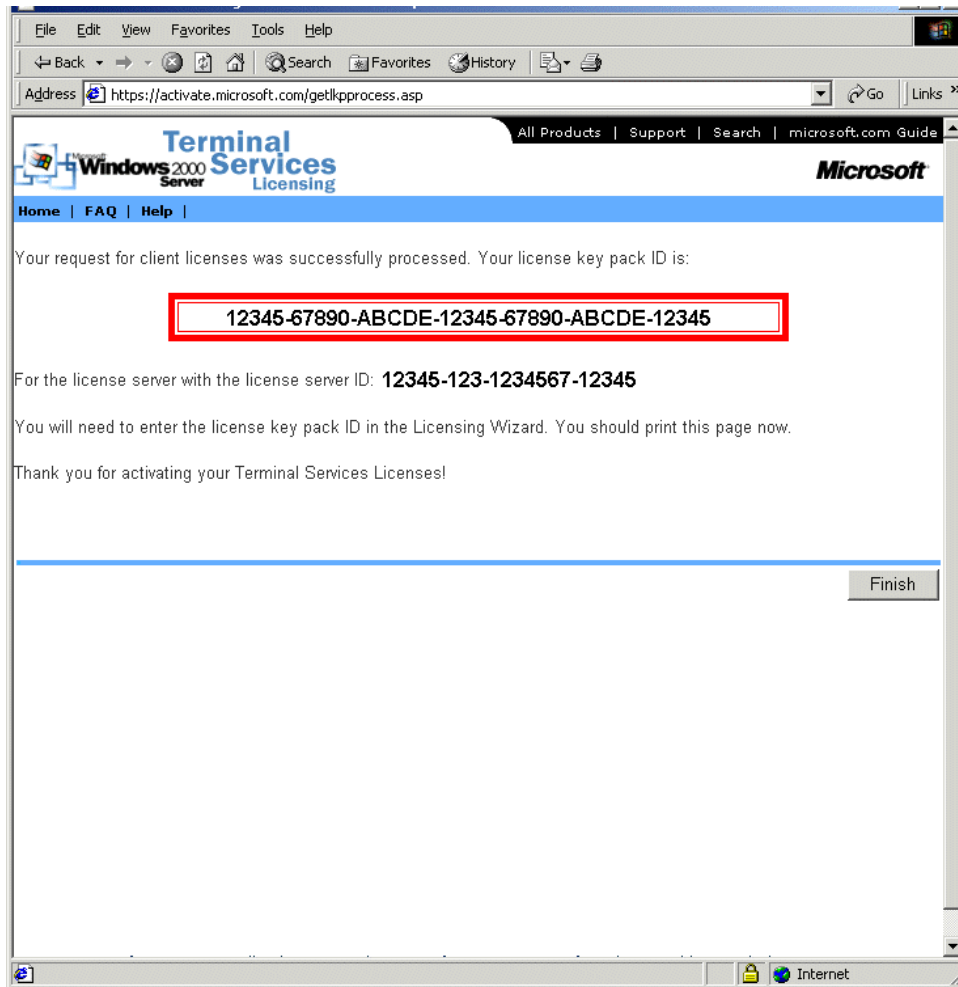 File Edit View Favorites Tools Help
Back Search Favorites History
Address https://activate.microsoft.com/getlkpprocess.asp Go Links »
All Products | Support | Search | microsoft.com Guide
Terminal
Microsoft
Windows 2000 Services
Server Licensing
Microsoft
Home | FAQ | Help |
Your request for client licenses was successfully processed. Your license key pack ID is:
12345-67890-ABCDE-12345-67890-ABCDE-12345
For the license server with the license server ID: 12345-123-1234567-12345
You will need to enter the license key pack ID in the Licensing Wizard. You should print this page now.
Thank you for activating your Terminal Services Licenses!
Finish
Internet